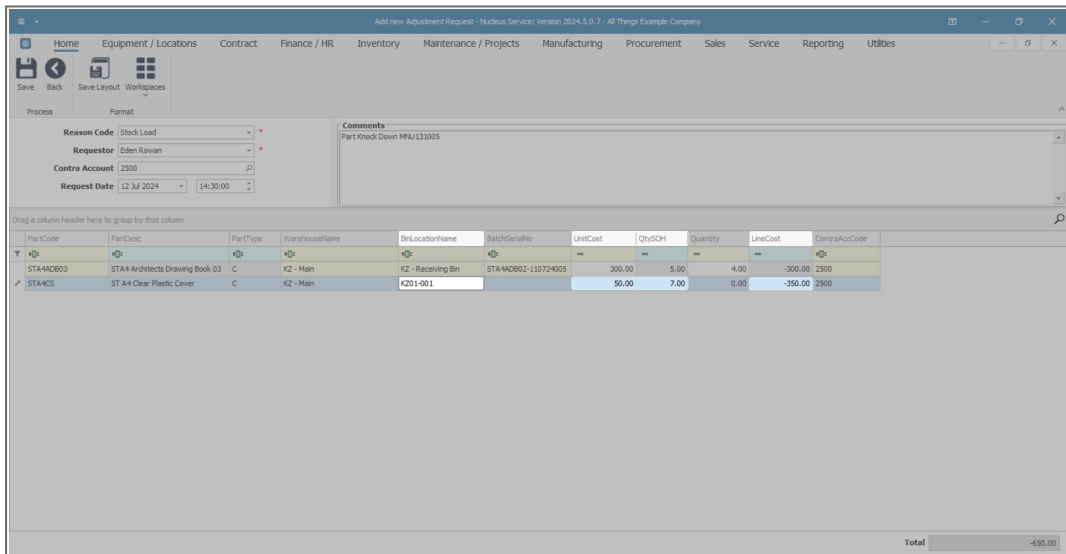 Add new Adjustment Request - Nucleus Service: Version 2024.5.0.7 - All Things Example Company
Home Equipment / Locations Contract Finance / HR Inventory Maintenance / Projects Manufacturing Procurement Sales Service Reporting Utilities
Save Back Save Layout Workspaces
Process Format
Reason Code Stock Load *
Requestor Eden Rowan *
Contra Account 2500
Request Date 12 Jul 2024 14:30:00
Comments
Part Knock Down MNU131005
Drag a column header here to group by that column
PartCode PartDesc PartType WarehouseName BinLocationName BatchSerialNo UnitCost QtySOH Quantity LineCost ContraAccCode
STA4ADB03 STA4 Architects Drawing Book 03 C KZ - Main KZ - Receiving Bin STA4ADB02-110724005 300.00 5.00 4.00 -300.00 2500
STA4CS ST A4 Clear Plastic Cover C KZ - Main KZ01-001 50.00 7.00 0.00 -350.00 2500
Total -650.00